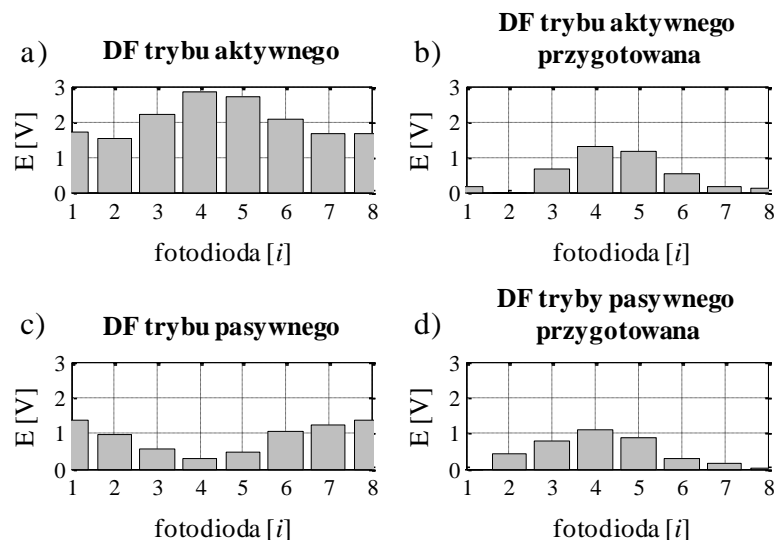 a) DF trybu aktywnego
3
2
1
0
E [V]
1 2 3 4 5 6 7 8
fotodioda [i]
b) DF trybu aktywnego
przygotowana
3
2
1
0
E [V]
1 2 3 4 5 6 7 8
fotodioda [i]
c) DF trybu pasywnego
3
2
1
0
E [V]
1 2 3 4 5 6 7 8
fotodioda [i]
d) DF tryby pasywnego
przygotowana
3
2
1
0
E [V]
1 2 3 4 5 6 7 8
fotodioda [i]